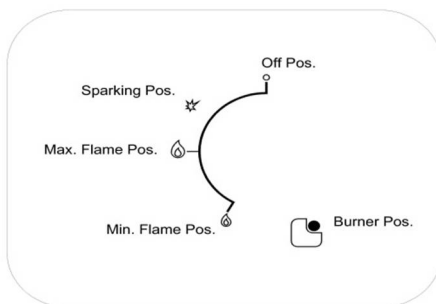 Off Pos.
Sparking Pos.
Max. Flame Pos.
Min. Flame Pos.
Burner Pos.